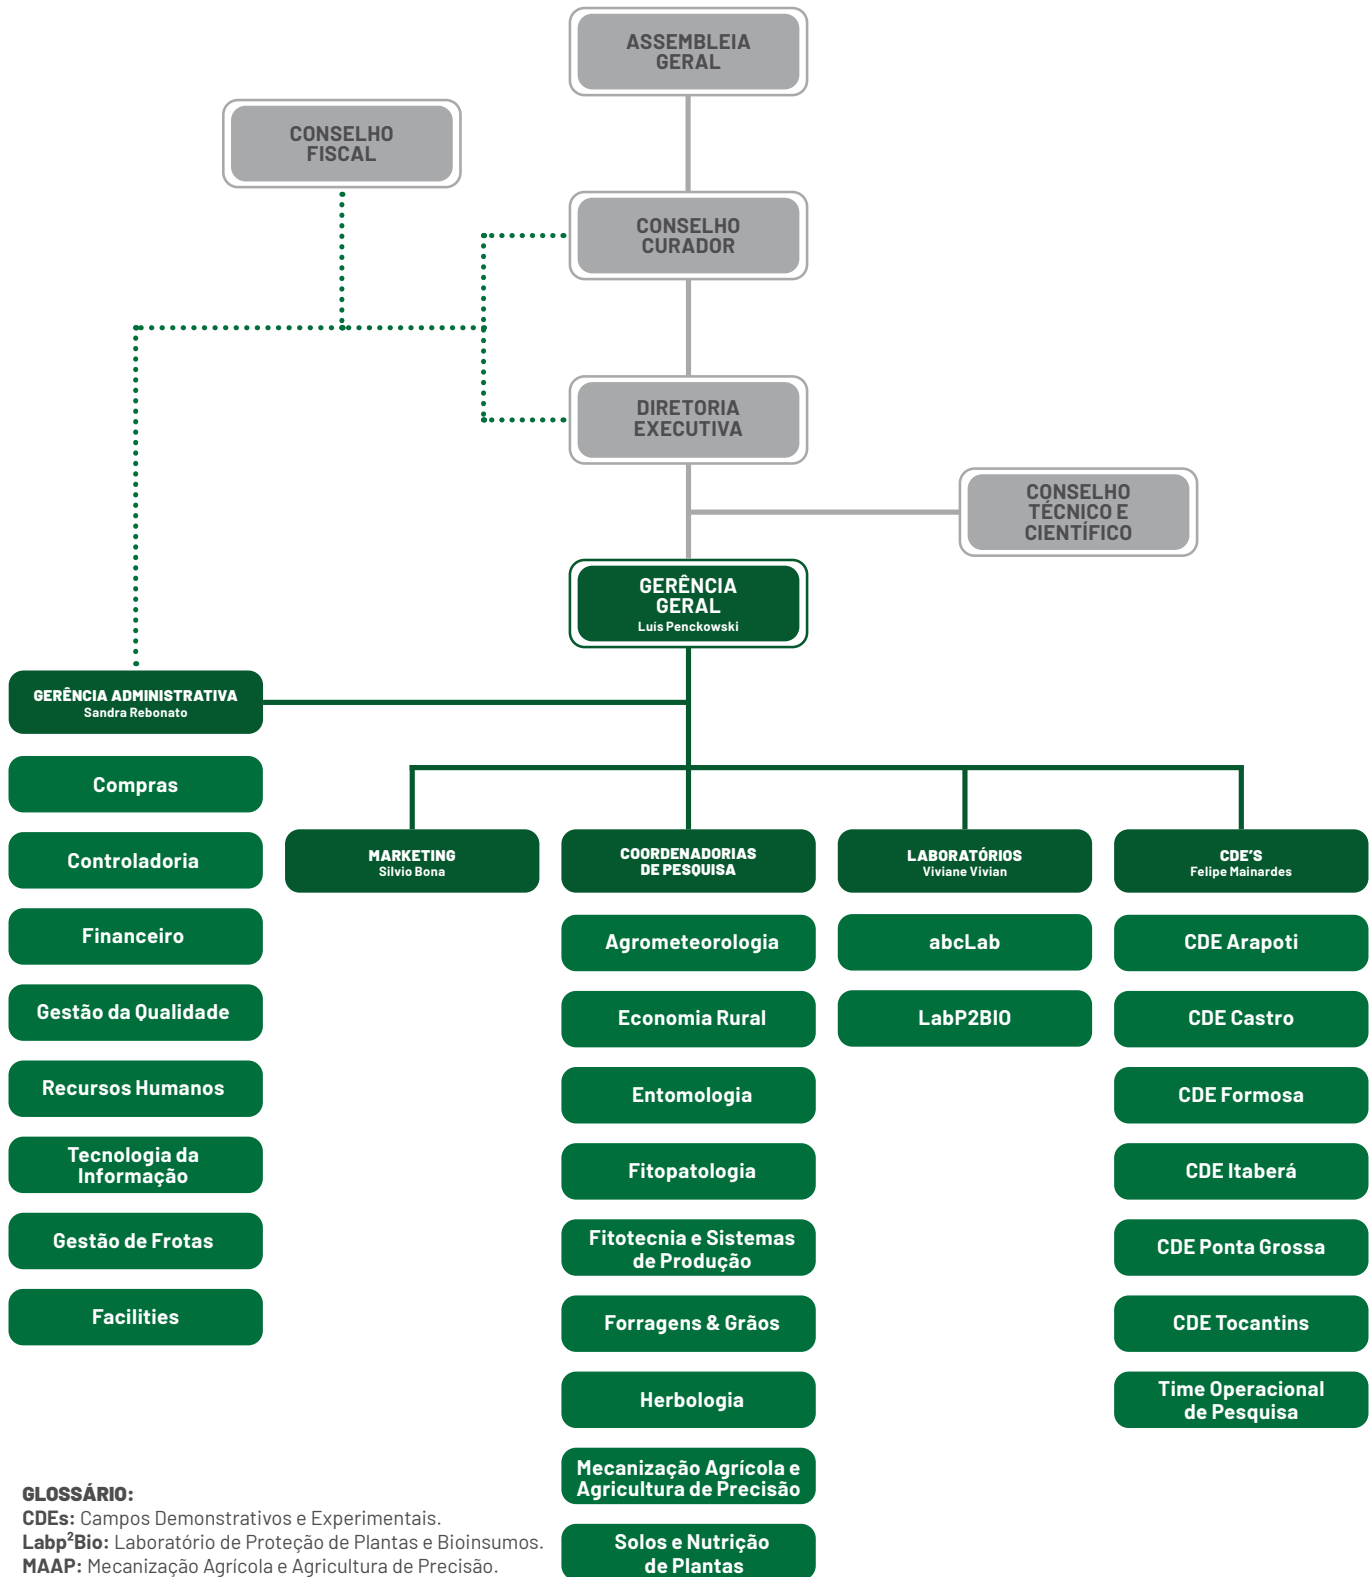 ASSEMBLEIA
GERAL
CONSELHO
FISCAL
CONSELHO
CURADOR
DIRETORIA
EXECUTIVA
CONSELHO
TÉCNICO E
CIENTÍFICO
GERÊNCIA
GERAL
Luís Penckowski
GERÊNCIA ADMINISTRATIVA
Sandra Rebonato
Compras
Controladoria
Financeiro
Gestão da Qualidade
Recursos Humanos
Tecnologia da
Informação
Gestão de Frotas
Facilities
MARKETING
Silvio Bona
COORDENADORIAS
DE PESQUISA
Agrometeorologia
Economia Rural
Entomologia
Fitopatologia
Fitotecnia e Sistemas
de Produção
Forragens & Grãos
Herbologia
Mecanização Agrícola e
Agricultura de Precisão
Solos e Nutrição
de Plantas
LABORATÓRIOS
Viviane Vivian
abcLab
LabP2BIO
CDE'S
Felipe Mainardes
CDE Arapoti
CDE Castro
CDE Formosa
CDE Itaberá
CDE Ponta Grossa
CDE Tocantins
Time Operacional
de Pesquisa
GLOSSÁRIO:
CDEs: Campos Demonstrativos e Experimentais.
Labp²Bio: Laboratório de Proteção de Plantas e Bioinsumos.
MAAP: Mecanização Agrícola e Agricultura de Precisão.